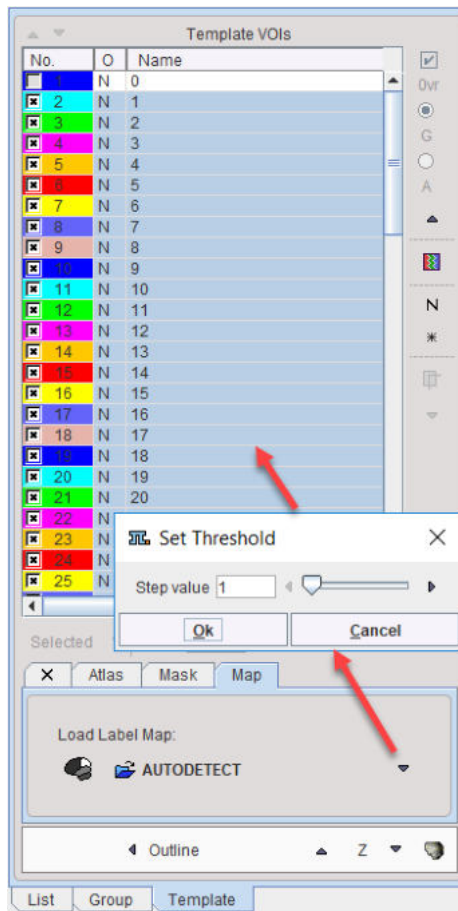 Template VOIs
No. O Name
1 N 0
2 N 1
3 N 2
4 N 3
5 N 4
6 N 5
7 N 6
8 N 7
9 N 8
10 N 9
11 N 10
12 N 11
13 N 12
14 N 13
15 N 14
16 N 15
17 N 16
18 N 17
19 N 18
20 N 19
21 N 20
22 N
23 N
24 N
25 N
Ovr
G
A
N
Set Threshold
Step value 1
Ok Cancel
Selected
Atlas Mask Map
Load Label Map:
AUTODETECT
Outline Z
List Group Template